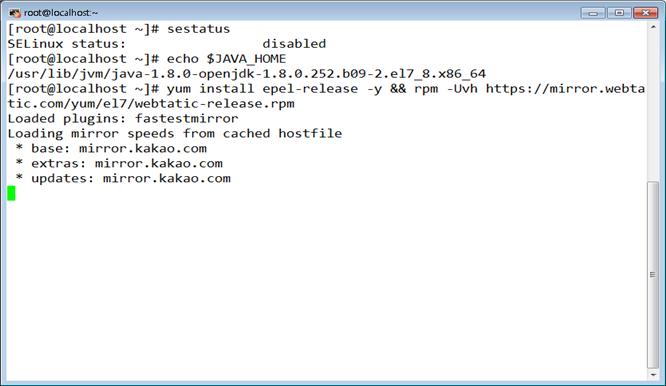 root@localhost:~
[root@localhost ~]# sestatus
SELinux status:                 disabled
[root@localhost ~]# echo $JAVA_HOME
/usr/lib/jvm/java-1.8.0-openjdk-1.8.0.252.b09-2.el7_8.x86_64
[root@localhost ~]# yum install epel-release -y && rpm -Uvh https://mirror.webta
tic.com/yum/el7/webtatic-release.rpm
Loaded plugins: fastestmirror
Loading mirror speeds from cached hostfile
 * base: mirror.kakao.com
 * extras: mirror.kakao.com
 * updates: mirror.kakao.com